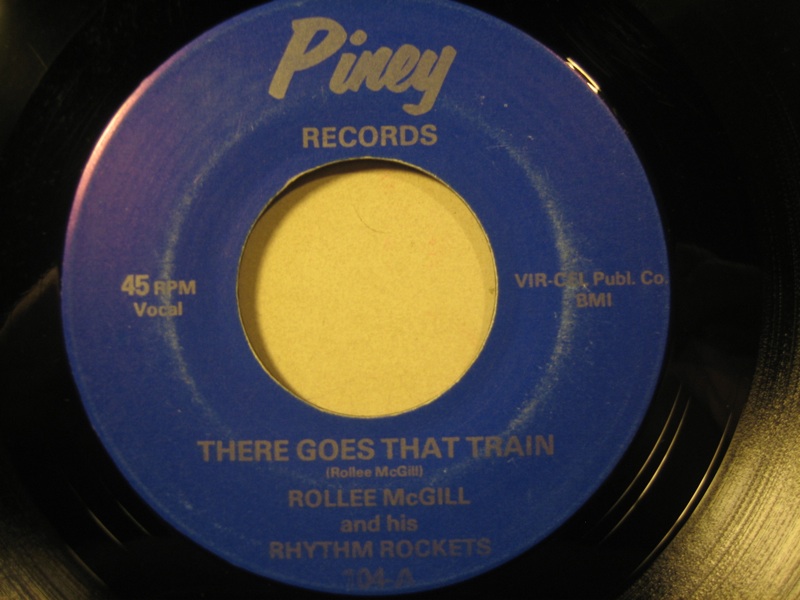 Piney
RECORDS
45 RPM
Vocal
VIR-CEL Publ. Co.
BMI
THERE GOES THAT TRAIN
(Rollee McGill)
ROLLEE McGILL
and his
RHYTHM ROCKETS
104-A